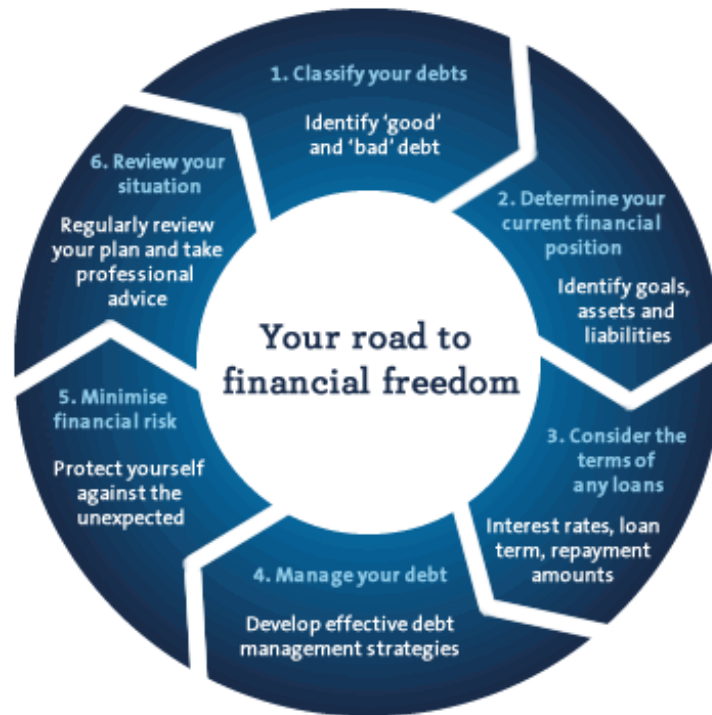 1. Classify your debts
Identify ‘good’
and ‘bad’ debt
2. Determine your
current financial
position
Identify goals,
assets and
liabilities
3. Consider the
terms of
any loans
Interest rates, loan
term, repayment
amounts
4. Manage your debt
Develop effective debt
management strategies
5. Minimise
financial risk
Protect yourself
against the
unexpected
6. Review your
situation
Regularly review
your plan and take
professional
advice
Your road to
financial freedom